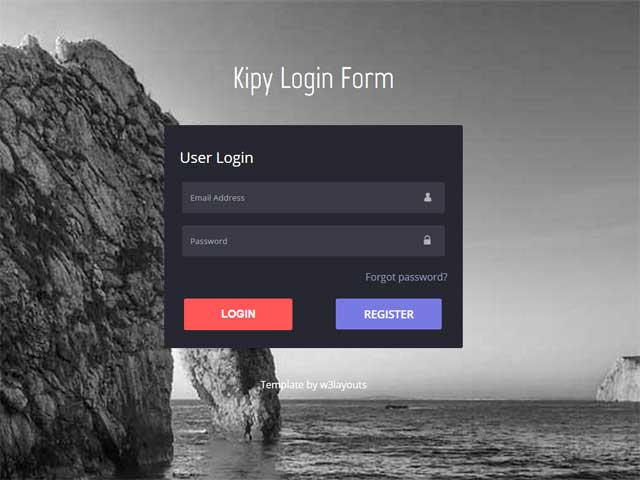 Kipy Login Form
User Login
Email Address
Password
Forgot password?
LOGIN REGISTER
Template by w3layouts